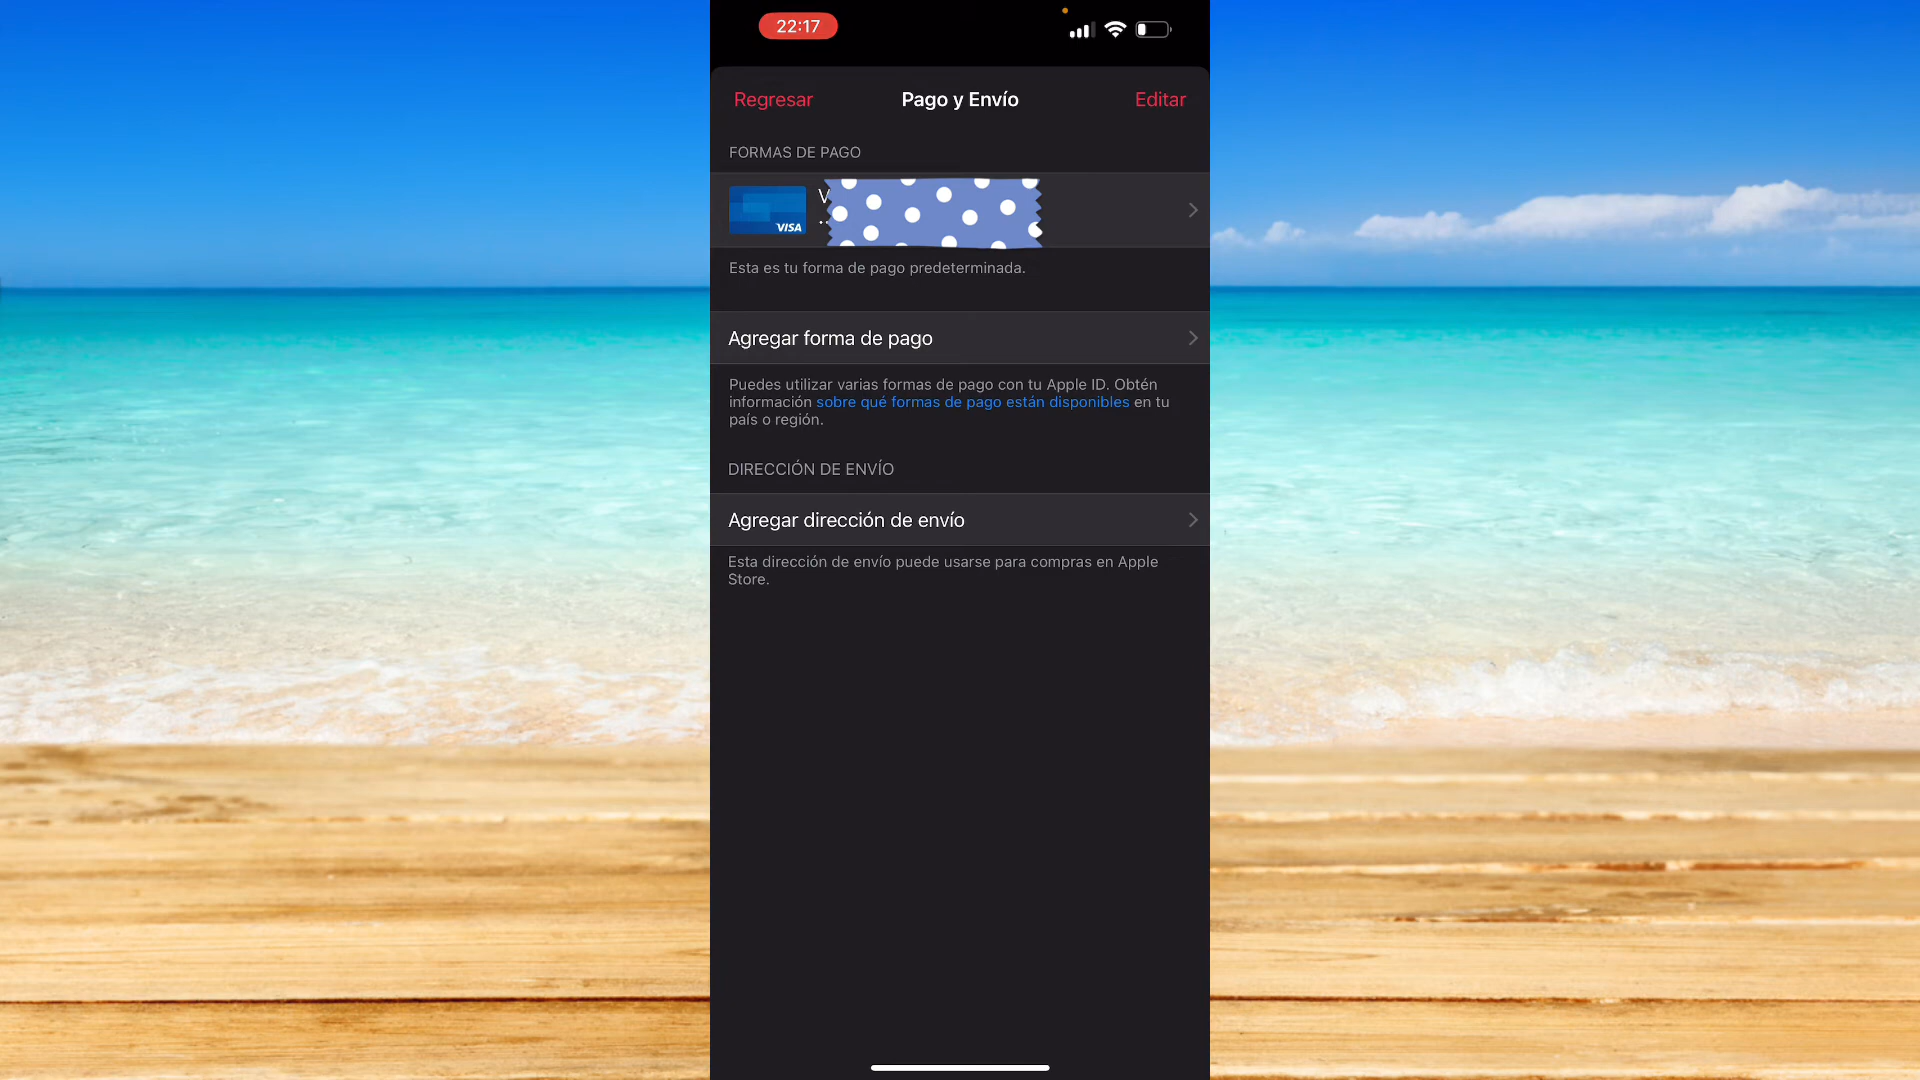 22:17
Regresar
Pago y Envío
Editar
FORMAS DE PAGO
VISA
Esta es tu forma de pago predeterminada.
Agregar forma de pago
Puedes utilizar varias formas de pago con tu Apple ID. Obtén
información sobre qué formas de pago están disponibles en tu
país o región.
DIRECCIÓN DE ENVÍO
Agregar dirección de envío
Esta dirección de envío puede usarse para compras en Apple
Store.